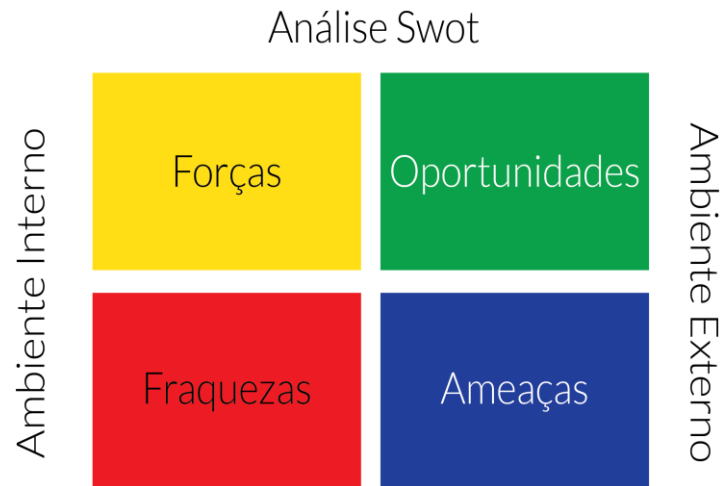 Análise Swot
Ambiente Interno
Forças
Oportunidades
Fraquezas
Ameaças
Ambiente Externo